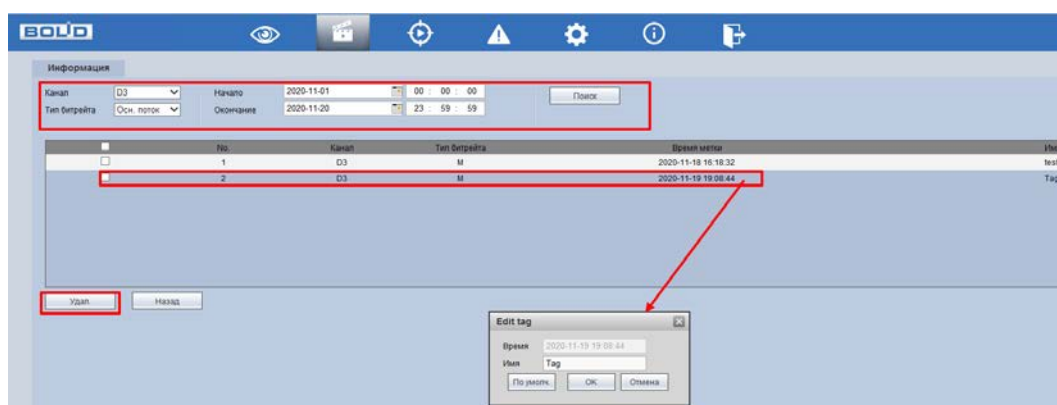 BOLID
Информация
Канал D3 Начало 2020-11-01 00 : 00 : 00 Поиск
Тип битрейта Осн. поток Окончание 2020-11-20 23 : 59 : 59
No. Канал Тип битрейта Время метки
1 D3 M 2020-11-18 16:18:32
2 D3 M 2020-11-19 19:08:44
Удал. Назад
Edit tag
Время 2020-11-19 19:08:44
Имя Tag
По умолч. OK Отмена